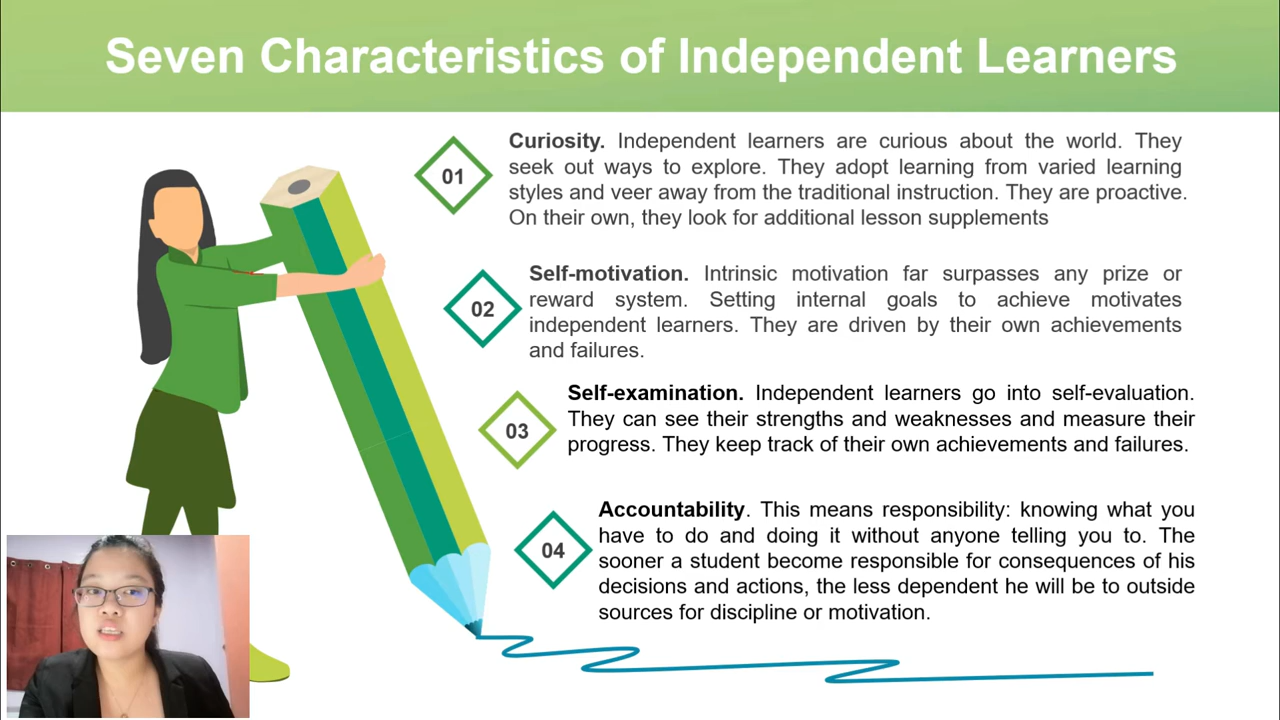 Seven Characteristics of Independent Learners
01
Curiosity. Independent learners are curious about the world. They
seek out ways to explore. They adopt learning from varied learning
styles and veer away from the traditional instruction. They are proactive.
On their own, they look for additional lesson supplements
02
Self-motivation. Intrinsic motivation far surpasses any prize or
reward system. Setting internal goals to achieve motivates
independent learners. They are driven by their own achievements
and failures.
03
Self-examination. Independent learners go into self-evaluation.
They can see their strengths and weaknesses and measure their
progress. They keep track of their own achievements and failures.
04
Accountability. This means responsibility: knowing what you
have to do and doing it without anyone telling you to. The
sooner a student become responsible for consequences of his
decisions and actions, the less dependent he will be to outside
sources for discipline or motivation.